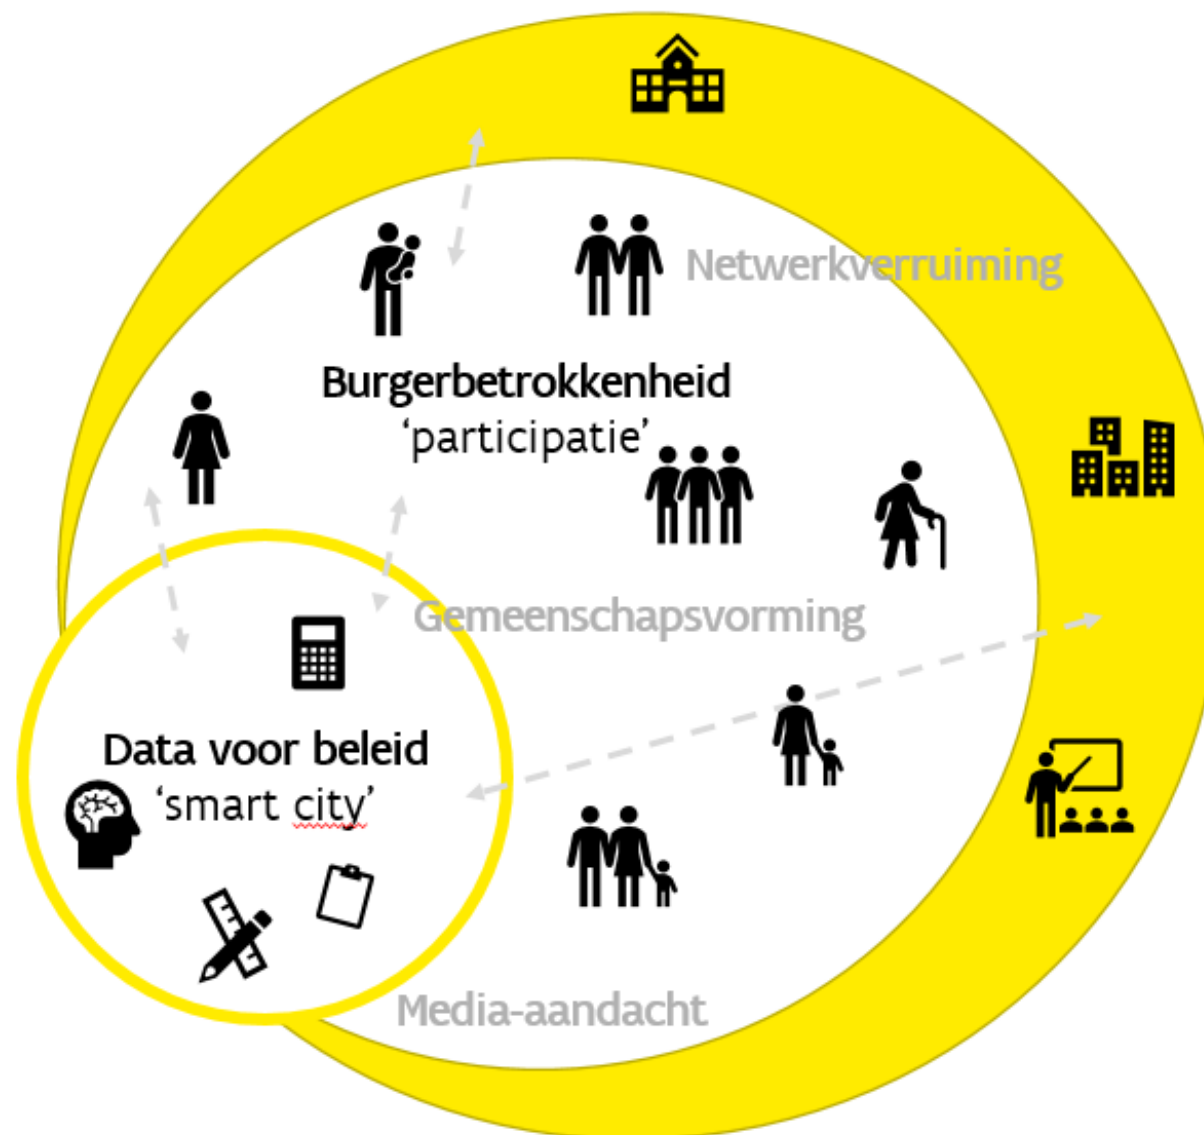 Netwerkverruiming
Burgerbetrokkenheid
‘participatie’
Gemeenschapsvorming
Data voor beleid
‘smart city’
Media-aandacht